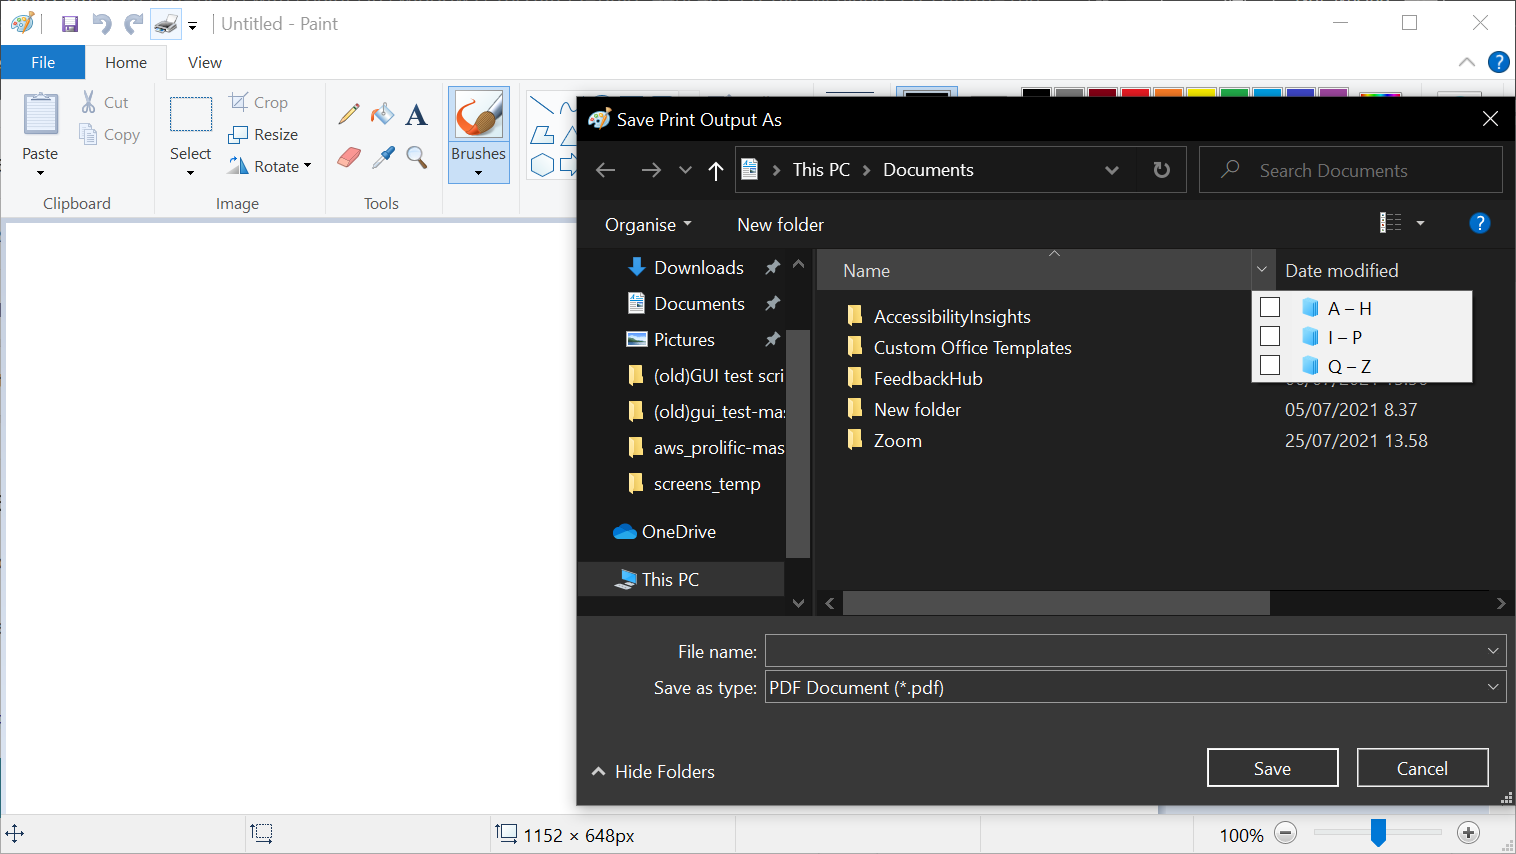 Untitled - Paint
File
Home
View
Paste
Cut
Copy
Clipboard
Select
Crop
Resize
Rotate
Image
A
Tools
Brushes
Save Print Output As
This PC
Documents
Search Documents
Organise
New folder
?
Downloads
Documents
Pictures
(old)GUI test scri
(old)gui_test-mas
aws_prolific-mas
screens_temp
OneDrive
This PC
Name
Date modified
A – H
I – P
Q – Z
AccessibilityInsights
Custom Office Templates
FeedbackHub
New folder
05/07/2021 8.37
Zoom
25/07/2021 13.58
File name:
Save as type:
PDF Document (*.pdf)
Hide Folders
Save
Cancel
1152 × 648px
100%